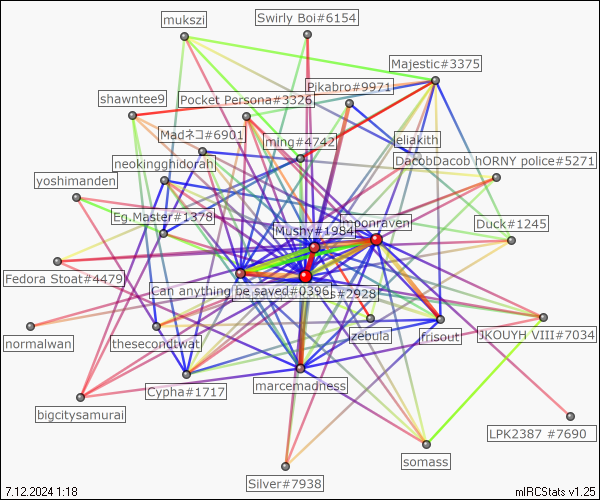 mukszi
Swirly Boi#6154
Majestic#3375
Pikabro#9971
shawntee9
Pocket Persona#3326
Madネコ#6901
ming#4742
eliakith
neokingghidorah
DacobDacob hORNY police#5271
yoshimanden
Eg.Master#1378
Mushy#1984
mponraven
Duck#1245
Fedora Stoat#4479
Can anything be saved#0396
#2928
normalwan
thesecondtwat
zebula
frisout
JKOUYH VIII#7034
Cypha#1717
marcemadness
bigcitysamurai
LPK2387 #7690
somass
Silver#7938
7.12.2024 1:18
mIRCStats v1.25